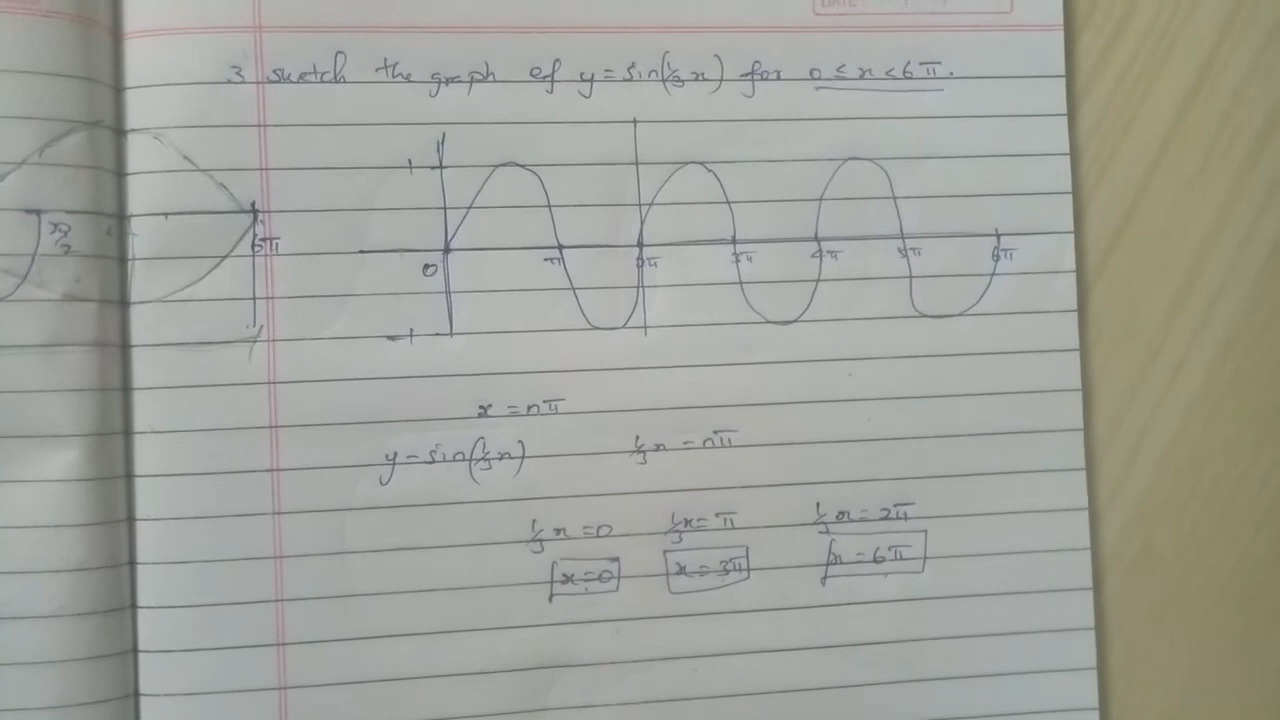 DATE:
3 sketch the graph of y = sin(1/3 x) for 0 ≤ x < 6π.
1
π/2
6π
0 π 2π 3π 4π 5π 6π
-1
x = nπ
y = sin(1/3 x) 1/3 x = nπ
1/3 x = 0 1/3 x = π 1/3 x = 2π
x = 0 x = 3π x = 6π